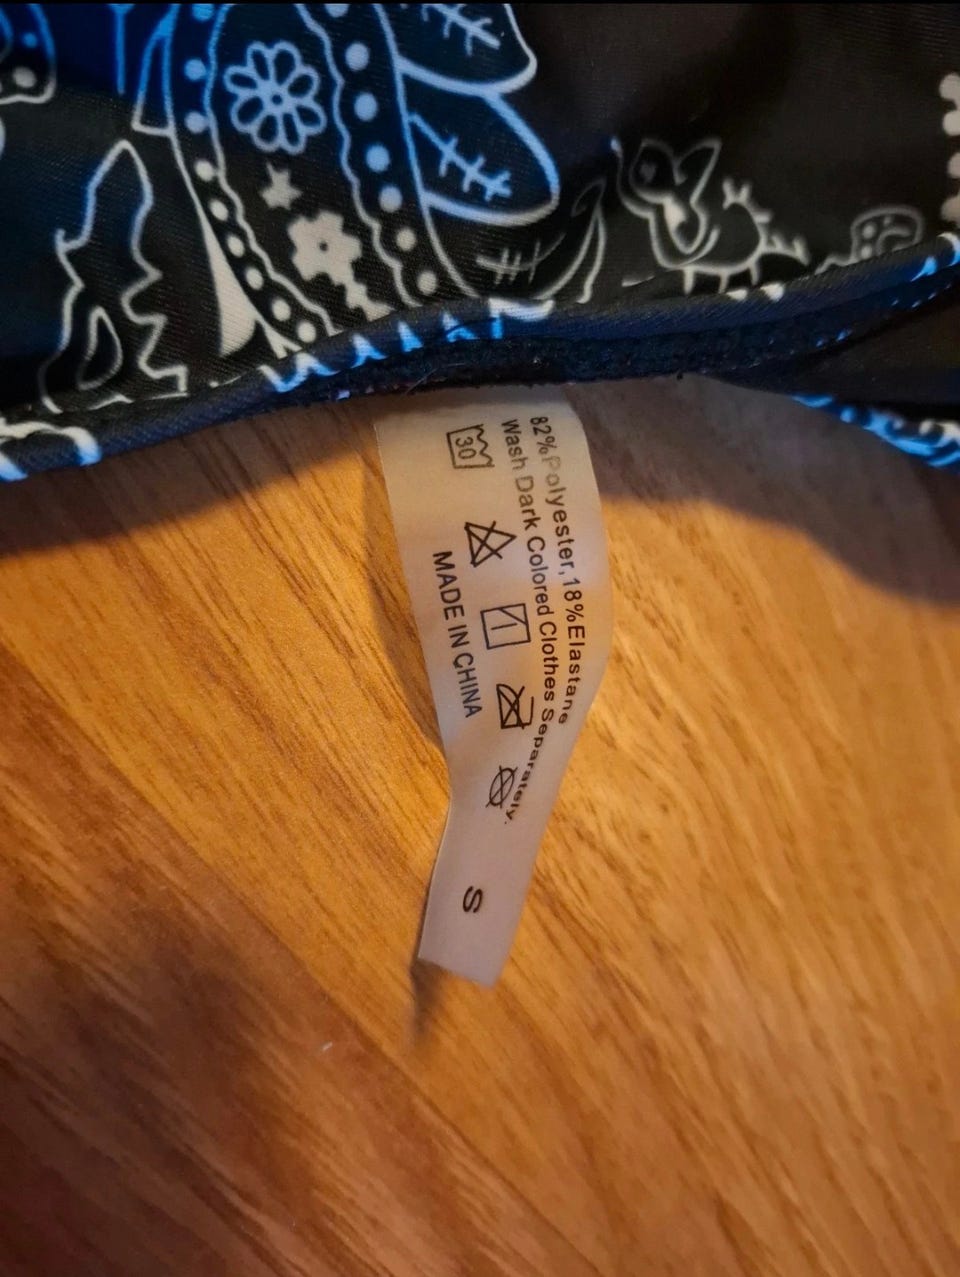 82%Polyester,18%Elastane
Wash Dark Colored Clothes Separately.
30
MADE IN CHINA
S